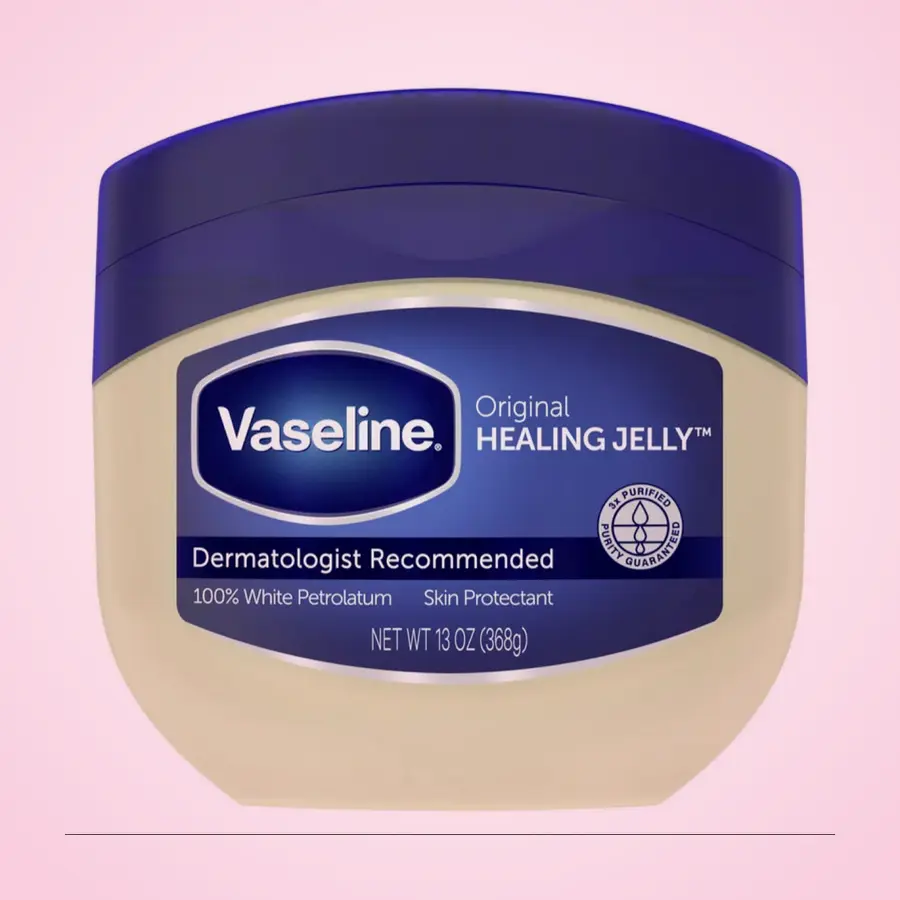 Vaseline®
Original
HEALING JELLY™
3x PURIFIED
PURITY GUARANTEED
Dermatologist Recommended
100% White Petrolatum Skin Protectant
NET WT 13 OZ (368g)